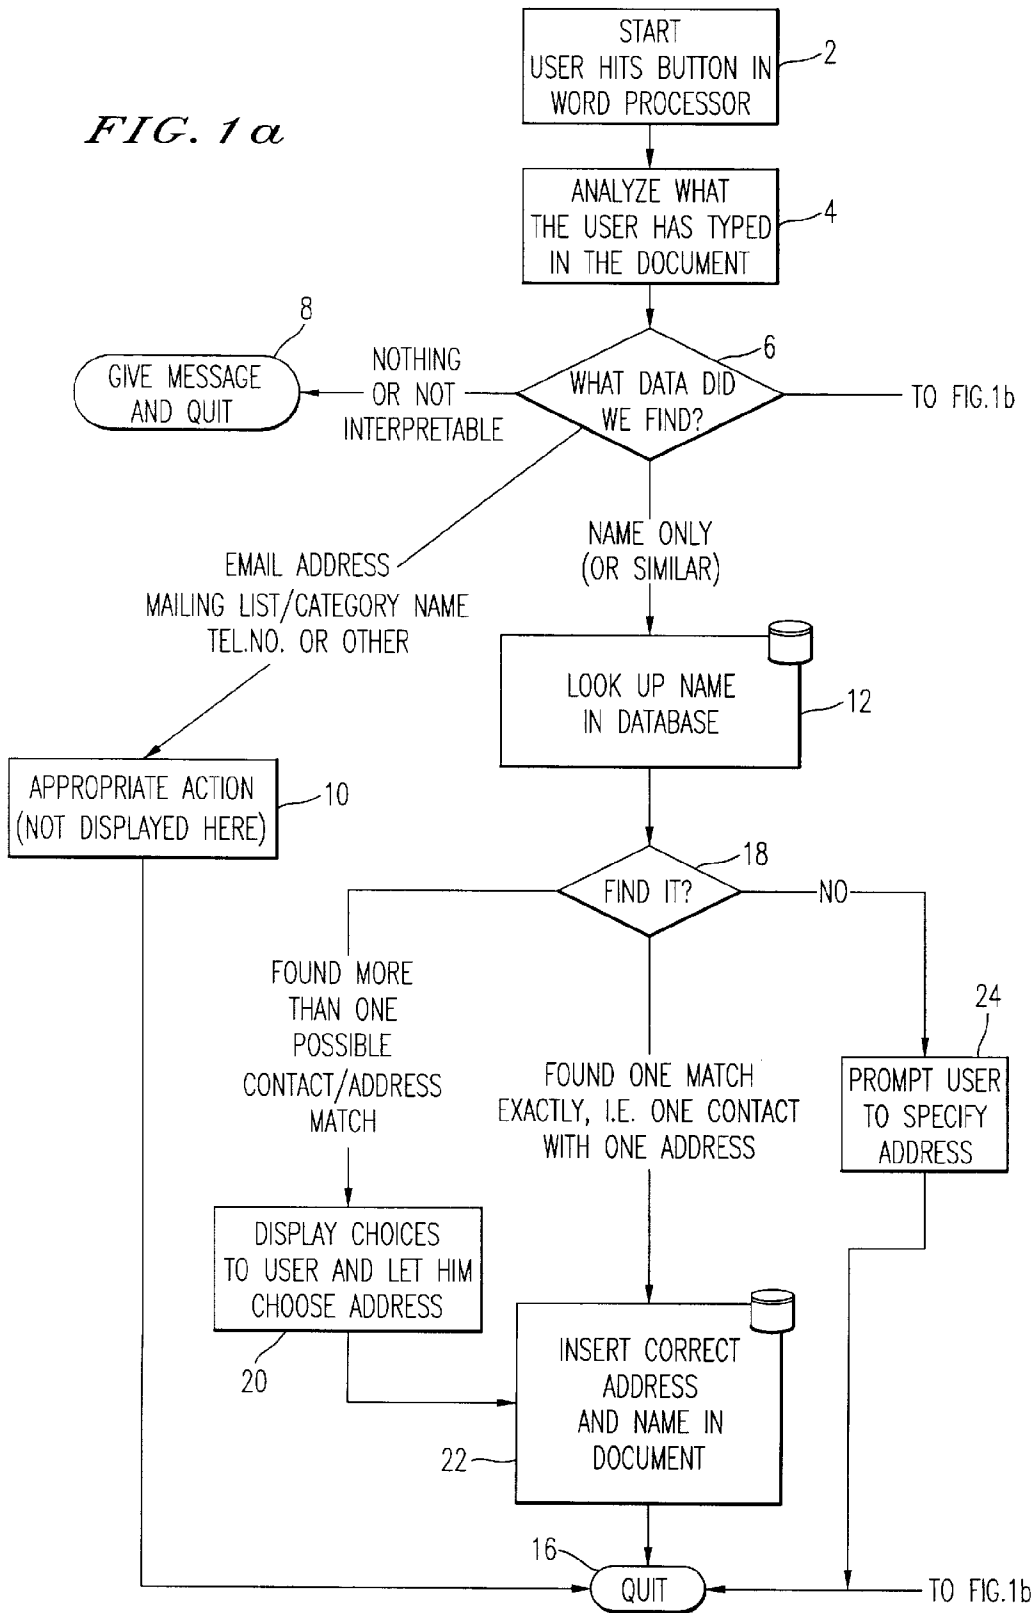 START
USER HITS BUTTON IN
WORD PROCESSOR
2
FIG. 1a
ANALYZE WHAT
THE USER HAS TYPED
IN THE DOCUMENT
4
8
GIVE MESSAGE
AND QUIT
NOTHING
OR NOT
INTERPRETABLE
6
WHAT DATA DID
WE FIND?
TO FIG.1b
NAME ONLY
(OR SIMILAR)
EMAIL ADDRESS
MAILING LIST/CATEGORY NAME
TEL.NO. OR OTHER
LOOK UP NAME
IN DATABASE
12
APPROPRIATE ACTION
(NOT DISPLAYED HERE)
10
18
FIND IT?
NO
FOUND MORE
THAN ONE
POSSIBLE
CONTACT/ADDRESS
MATCH
FOUND ONE MATCH
EXACTLY, I.E. ONE CONTACT
WITH ONE ADDRESS
24
PROMPT USER
TO SPECIFY
ADDRESS
DISPLAY CHOICES
TO USER AND LET HIM
CHOOSE ADDRESS
20
INSERT CORRECT
ADDRESS
AND NAME IN
DOCUMENT
22
16
QUIT
TO FIG.1b